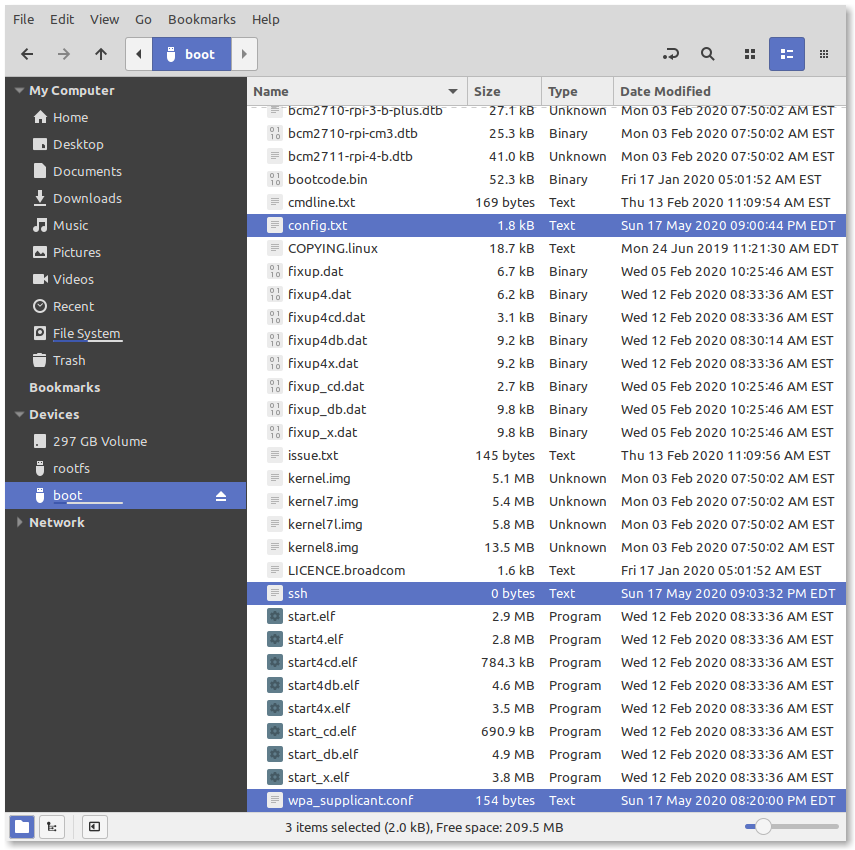 File Edit View Go Bookmarks Help
boot
My Computer
Home
Desktop
Documents
Downloads
Music
Pictures
Videos
Recent
File System
Trash
Bookmarks
Devices
297 GB Volume
rootfs
boot
Network
Name Size Type Date Modified
bcm2710-rpi-3-b-plus.dtb 27.1 kB Unknown Mon 03 Feb 2020 07:50:02 AM EST
bcm2710-rpi-cm3.dtb 25.3 kB Binary Mon 03 Feb 2020 07:50:02 AM EST
bcm2711-rpi-4-b.dtb 41.0 kB Unknown Mon 03 Feb 2020 07:50:02 AM EST
bootcode.bin 52.3 kB Binary Fri 17 Jan 2020 05:01:52 AM EST
cmdline.txt 169 bytes Text Thu 13 Feb 2020 11:09:54 AM EST
config.txt 1.8 kB Text Sun 17 May 2020 09:00:44 PM EDT
COPYING.linux 18.7 kB Text Mon 24 Jun 2019 11:21:30 AM EDT
fixup.dat 6.7 kB Binary Wed 05 Feb 2020 10:25:46 AM EST
fixup4.dat 6.2 kB Binary Wed 12 Feb 2020 08:33:36 AM EST
fixup4cd.dat 3.1 kB Binary Wed 12 Feb 2020 08:33:36 AM EST
fixup4db.dat 9.2 kB Binary Wed 12 Feb 2020 08:30:14 AM EST
fixup4x.dat 9.2 kB Binary Wed 12 Feb 2020 08:33:36 AM EST
fixup_cd.dat 2.7 kB Binary Wed 05 Feb 2020 10:25:46 AM EST
fixup_db.dat 9.8 kB Binary Wed 05 Feb 2020 10:25:46 AM EST
fixup_x.dat 9.8 kB Binary Wed 05 Feb 2020 10:25:46 AM EST
issue.txt 145 bytes Text Thu 13 Feb 2020 11:09:56 AM EST
kernel.img 5.1 MB Unknown Mon 03 Feb 2020 07:50:02 AM EST
kernel7.img 5.4 MB Unknown Mon 03 Feb 2020 07:50:02 AM EST
kernel7l.img 5.8 MB Unknown Mon 03 Feb 2020 07:50:02 AM EST
kernel8.img 13.5 MB Unknown Mon 03 Feb 2020 07:50:02 AM EST
LICENCE.broadcom 1.6 kB Text Fri 17 Jan 2020 05:01:52 AM EST
ssh 0 bytes Text Sun 17 May 2020 09:03:32 PM EDT
start.elf 2.9 MB Program Wed 12 Feb 2020 08:33:36 AM EST
start4.elf 2.8 MB Program Wed 12 Feb 2020 08:33:36 AM EST
start4cd.elf 784.3 kB Program Wed 12 Feb 2020 08:33:36 AM EST
start4db.elf 4.6 MB Program Wed 12 Feb 2020 08:33:36 AM EST
start4x.elf 3.5 MB Program Wed 12 Feb 2020 08:33:36 AM EST
start_cd.elf 690.9 kB Program Wed 12 Feb 2020 08:33:36 AM EST
start_db.elf 4.9 MB Program Wed 12 Feb 2020 08:33:36 AM EST
start_x.elf 3.8 MB Program Wed 12 Feb 2020 08:33:36 AM EST
wpa_supplicant.conf 154 bytes Text Sun 17 May 2020 08:20:00 PM EDT
3 items selected (2.0 kB), Free space: 209.5 MB